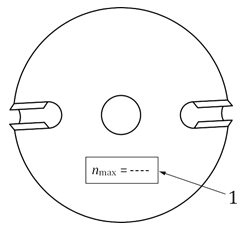 n_max = ----
1